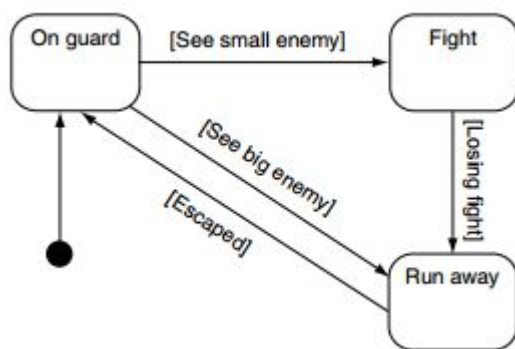 On guard
[See small enemy]
Fight
[See big enemy]
[Losing fight]
[Escaped]
Run away